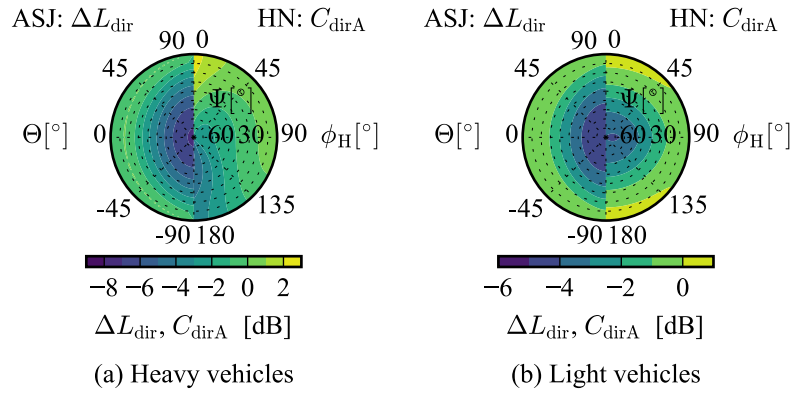 ASJ: ΔL_dir HN: C_dirA
90 0
45 45
Ψ[°]
Θ[°] 0 60 30 90 ϕ_H[°]
-45 135
-90 180
−8 −6 −4 −2 0 2
ΔL_dir, C_dirA [dB]
(a) Heavy vehicles
ASJ: ΔL_dir HN: C_dirA
90 0
45 45
Ψ[°]
Θ[°] 0 60 30 90 ϕ_H[°]
-45 135
-90 180
−6 −4 −2 0
ΔL_dir, C_dirA [dB]
(b) Light vehicles